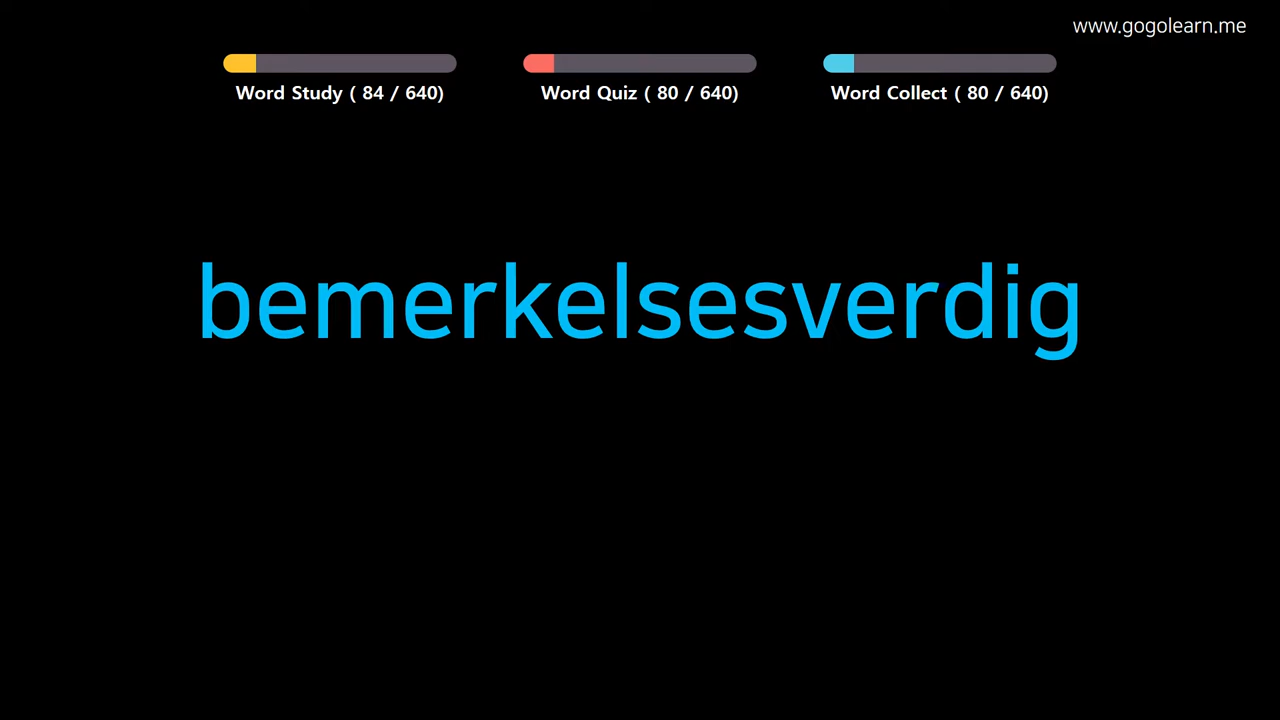 www.gogolearn.me
Word Study ( 84 / 640)
Word Quiz ( 80 / 640)
Word Collect ( 80 / 640)
bemerkelsesverdig